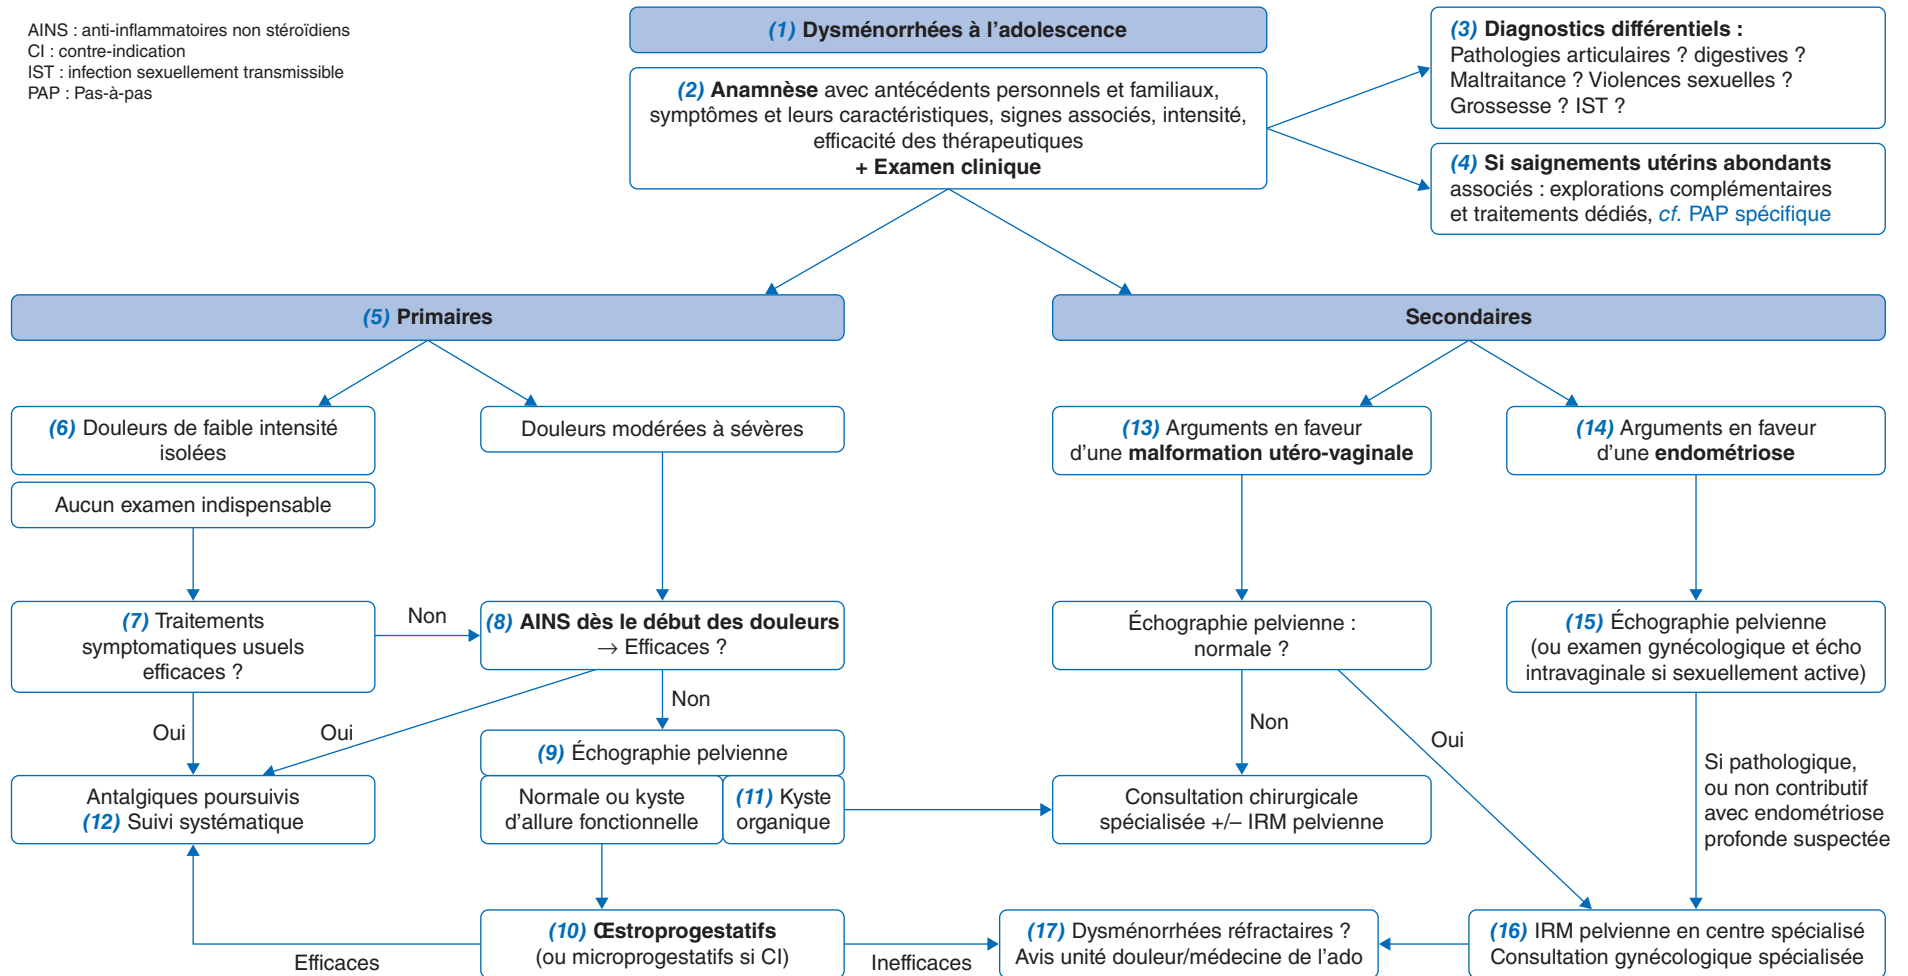 AINS : anti-inflammatoires non stéroïdiens
CI : contre-indication
IST : infection sexuellement transmissible
PAP : Pas-à-pas
(1) Dysménorrhées à l'adolescence
(2) Anamnèse avec antécédents personnels et familiaux,
symptômes et leurs caractéristiques, signes associés, intensité,
efficacité des thérapeutiques
+ Examen clinique
(3) Diagnostics différentiels :
Pathologies articulaires ? digestives ?
Maltraitance ? Violences sexuelles ?
Grossesse ? IST ?
(4) Si saignements utérins abondants
associés : explorations complémentaires
et traitements dédiés, cf. PAP spécifique
(5) Primaires
Secondaires
(6) Douleurs de faible intensité
isolées
Aucun examen indispensable
Douleurs modérées à sévères
(13) Arguments en faveur
d'une malformation utéro-vaginale
(14) Arguments en faveur
d'une endométriose
(7) Traitements
symptomatiques usuels
efficaces ?
Non
(8) AINS dès le début des douleurs
→ Efficaces ?
Échographie pelvienne :
normale ?
(15) Échographie pelvienne
(ou examen gynécologique et écho
intravaginale si sexuellement active)
Oui
Oui
Non
Non
Oui
(9) Échographie pelvienne
Si pathologique,
ou non contributif
avec endométriose
profonde suspectée
Antalgiques poursuivis
(12) Suivi systématique
Normale ou kyste
d'allure fonctionnelle
(11) Kyste
organique
Consultation chirurgicale
spécialisée +/– IRM pelvienne
(10) Œstroprogestatifs
(ou microprogestatifs si CI)
Efficaces
Inefficaces
(17) Dysménorrhées réfractaires ?
Avis unité douleur/médecine de l'ado
(16) IRM pelvienne en centre spécialisé
Consultation gynécologique spécialisée